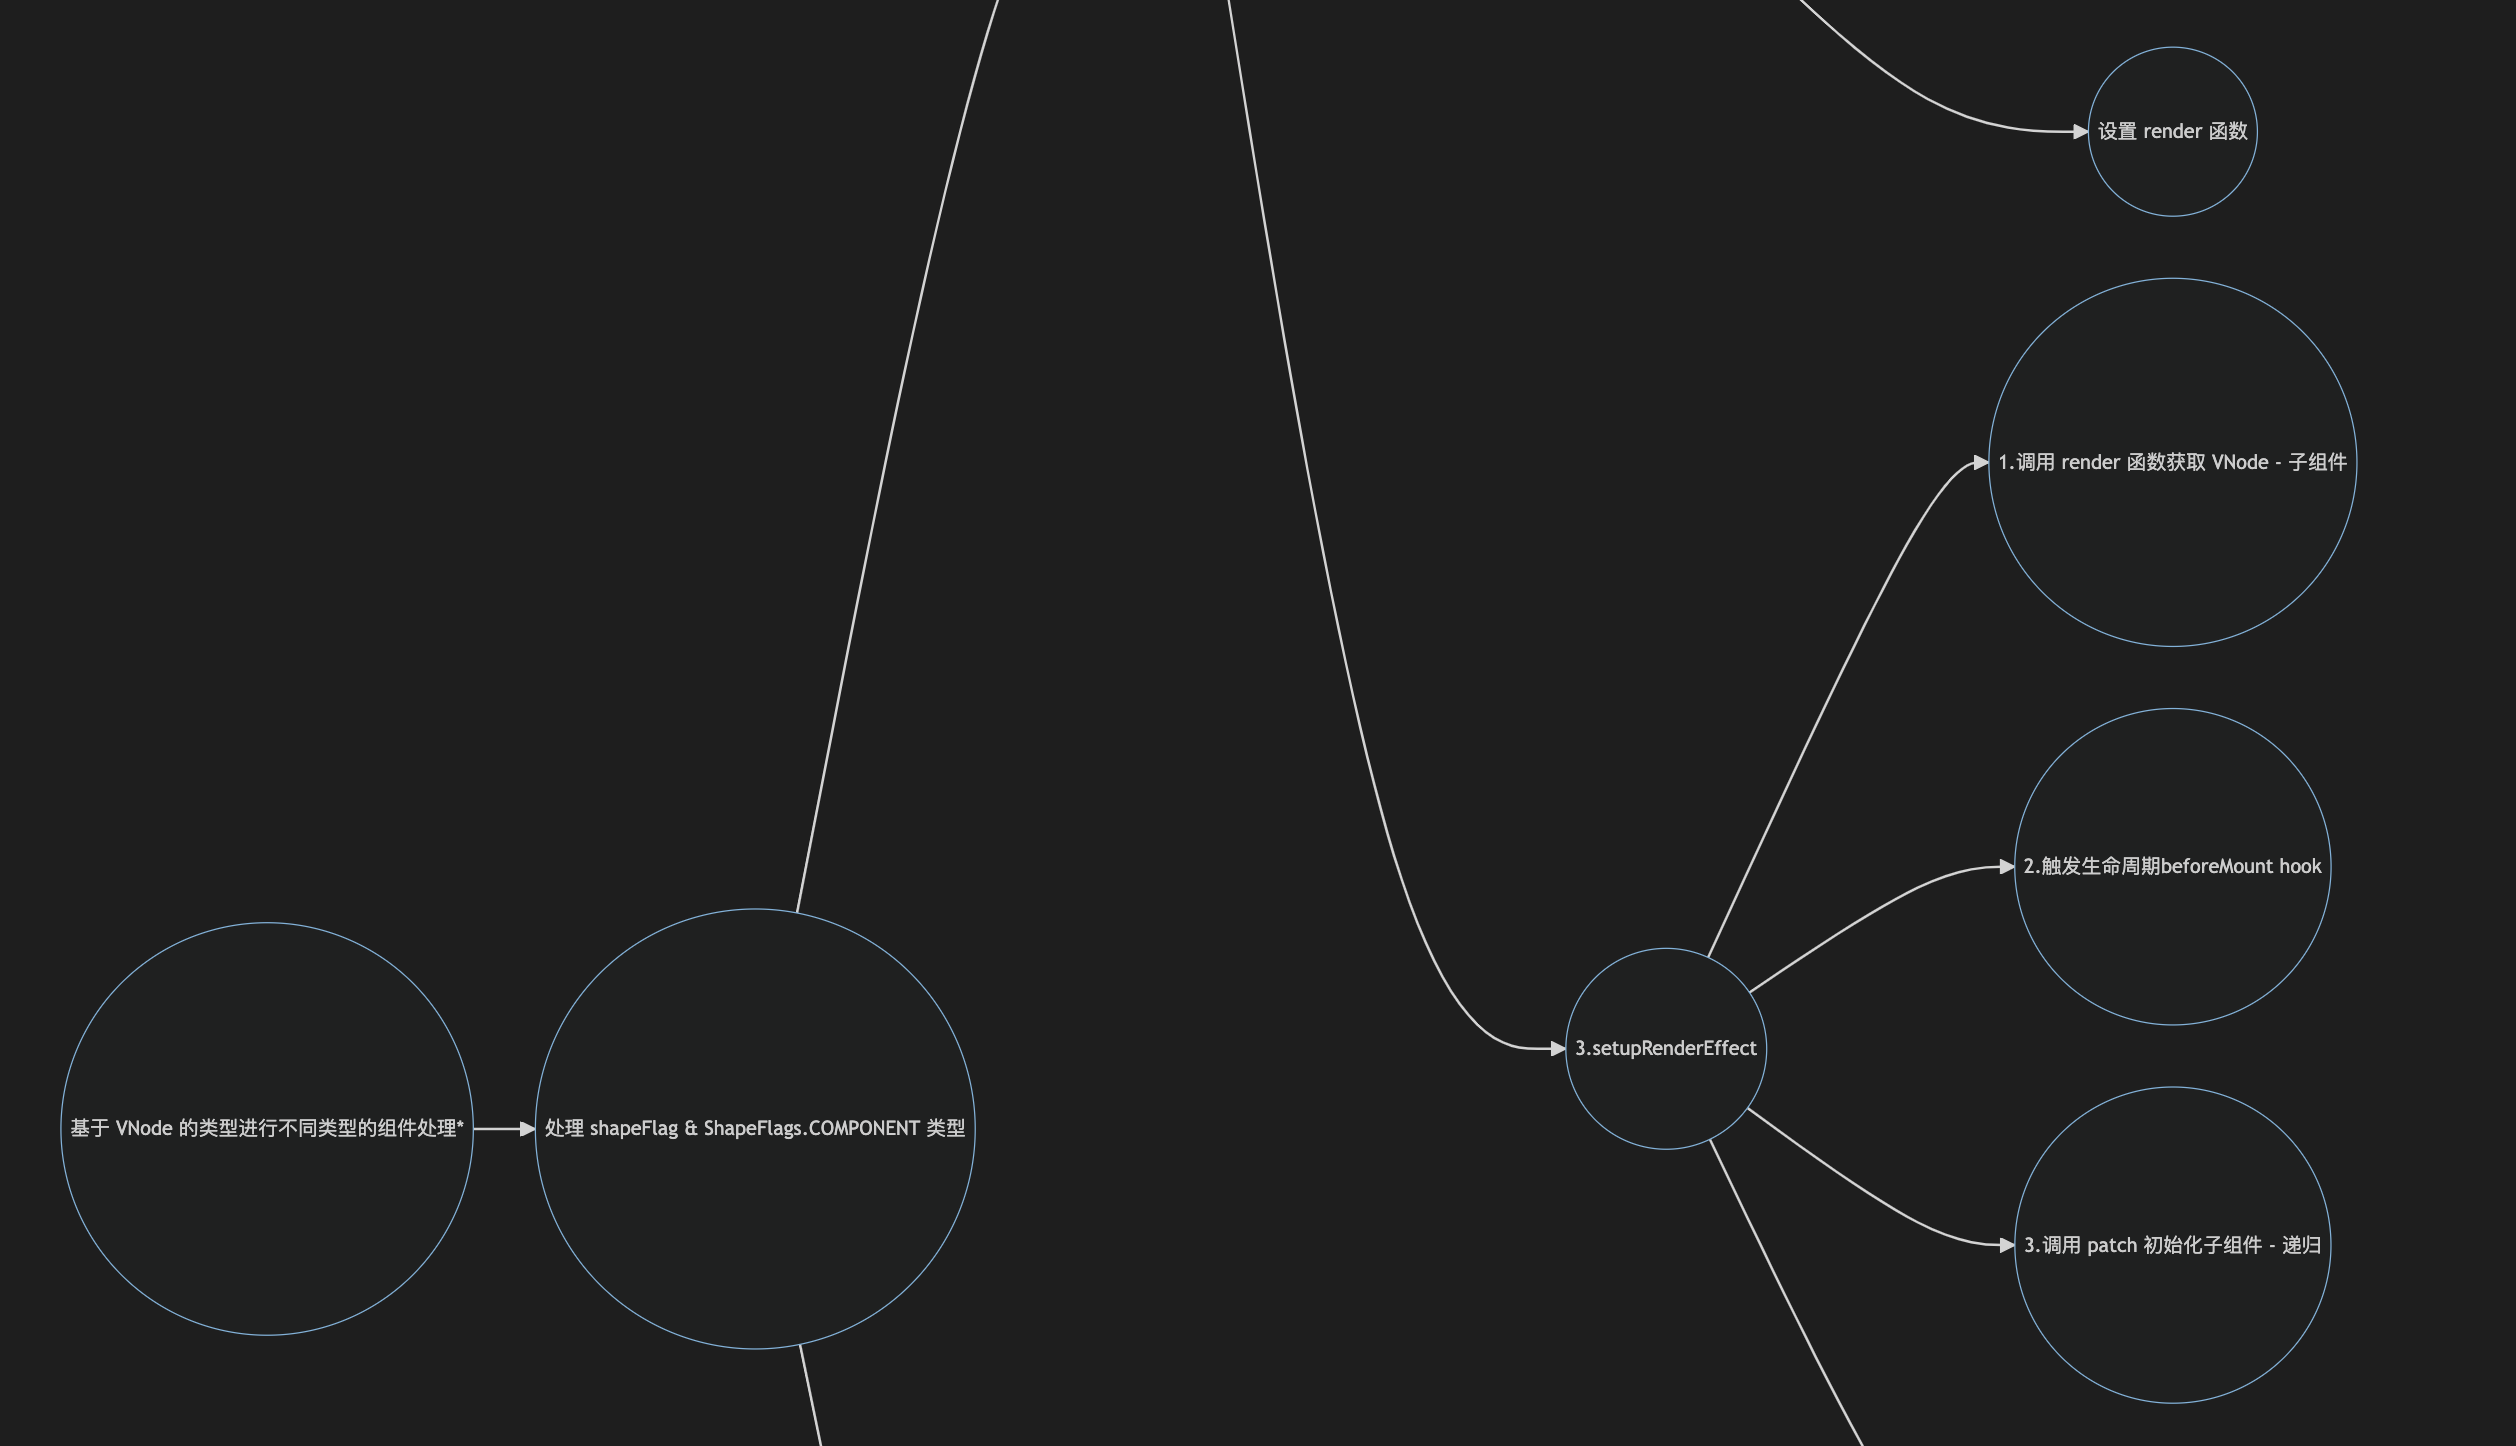 设置 render 函数
1.调用 render 函数获取 VNode - 子组件
2.触发生命周期beforeMount hook
3.setupRenderEffect
基于 VNode 的类型进行不同类型的组件处理*
处理 shapeFlag & ShapeFlags.COMPONENT 类型
3.调用 patch 初始化子组件 - 递归